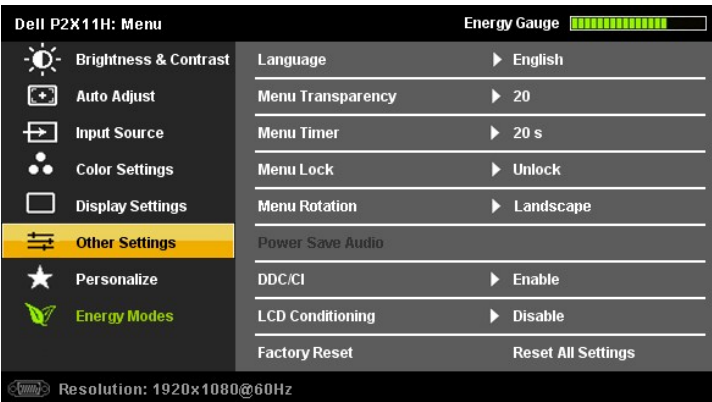 Dell P2X11H: Menu Energy Gauge
Brightness & Contrast Language English
Auto Adjust Menu Transparency 20
Input Source Menu Timer 20 s
Color Settings Menu Lock Unlock
Display Settings Menu Rotation Landscape
Other Settings Power Save Audio
Personalize DDC/CI Enable
Energy Modes LCD Conditioning Disable
Factory Reset Reset All Settings
Resolution: 1920x1080@60Hz